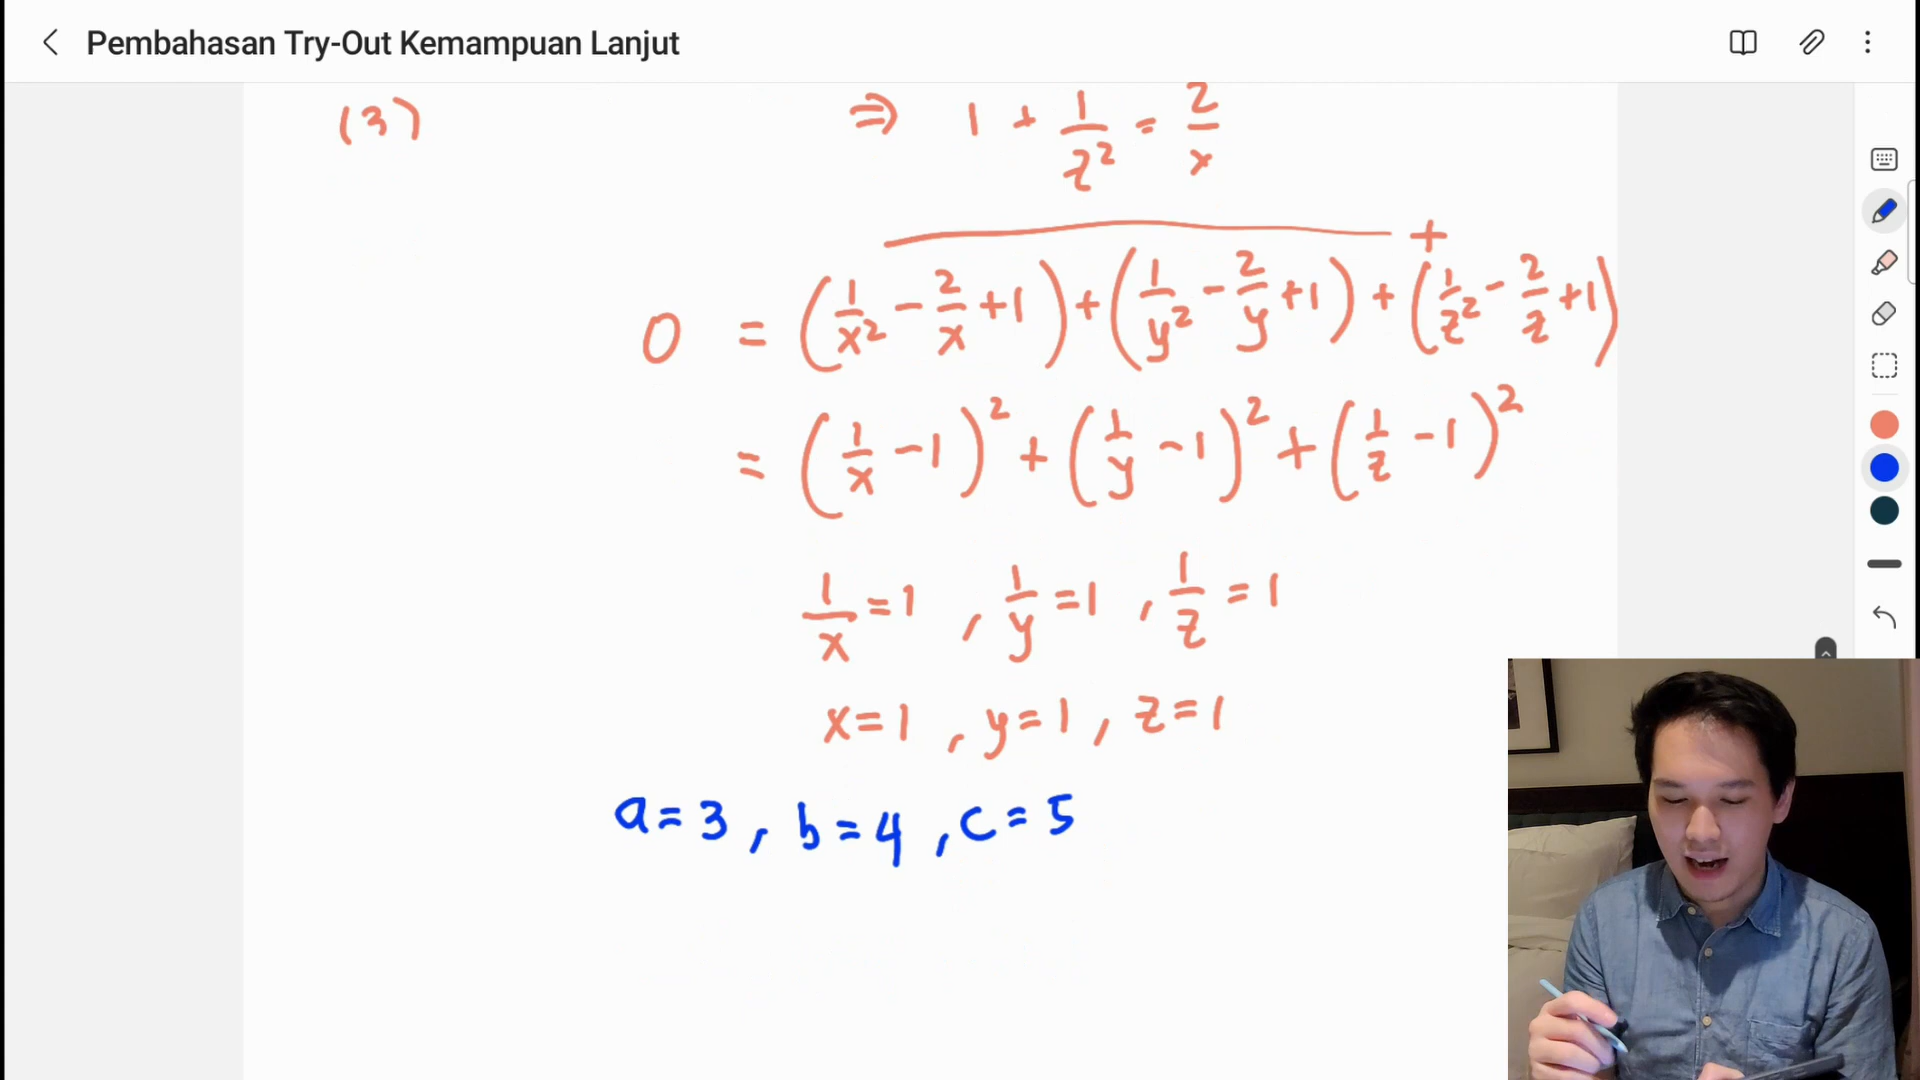 Pembahasan Try-Out Kemampuan Lanjut
(3) ⇒ 1 + 1/z² = 2/x
+
0 = (1/x² - 2/x + 1) + (1/y² - 2/y + 1) + (1/z² - 2/z + 1)
= (1/x - 1)² + (1/y - 1)² + (1/z - 1)²
1/x = 1 , 1/y = 1 , 1/z = 1
x = 1 , y = 1 , z = 1
a = 3 , b = 4 , c = 5